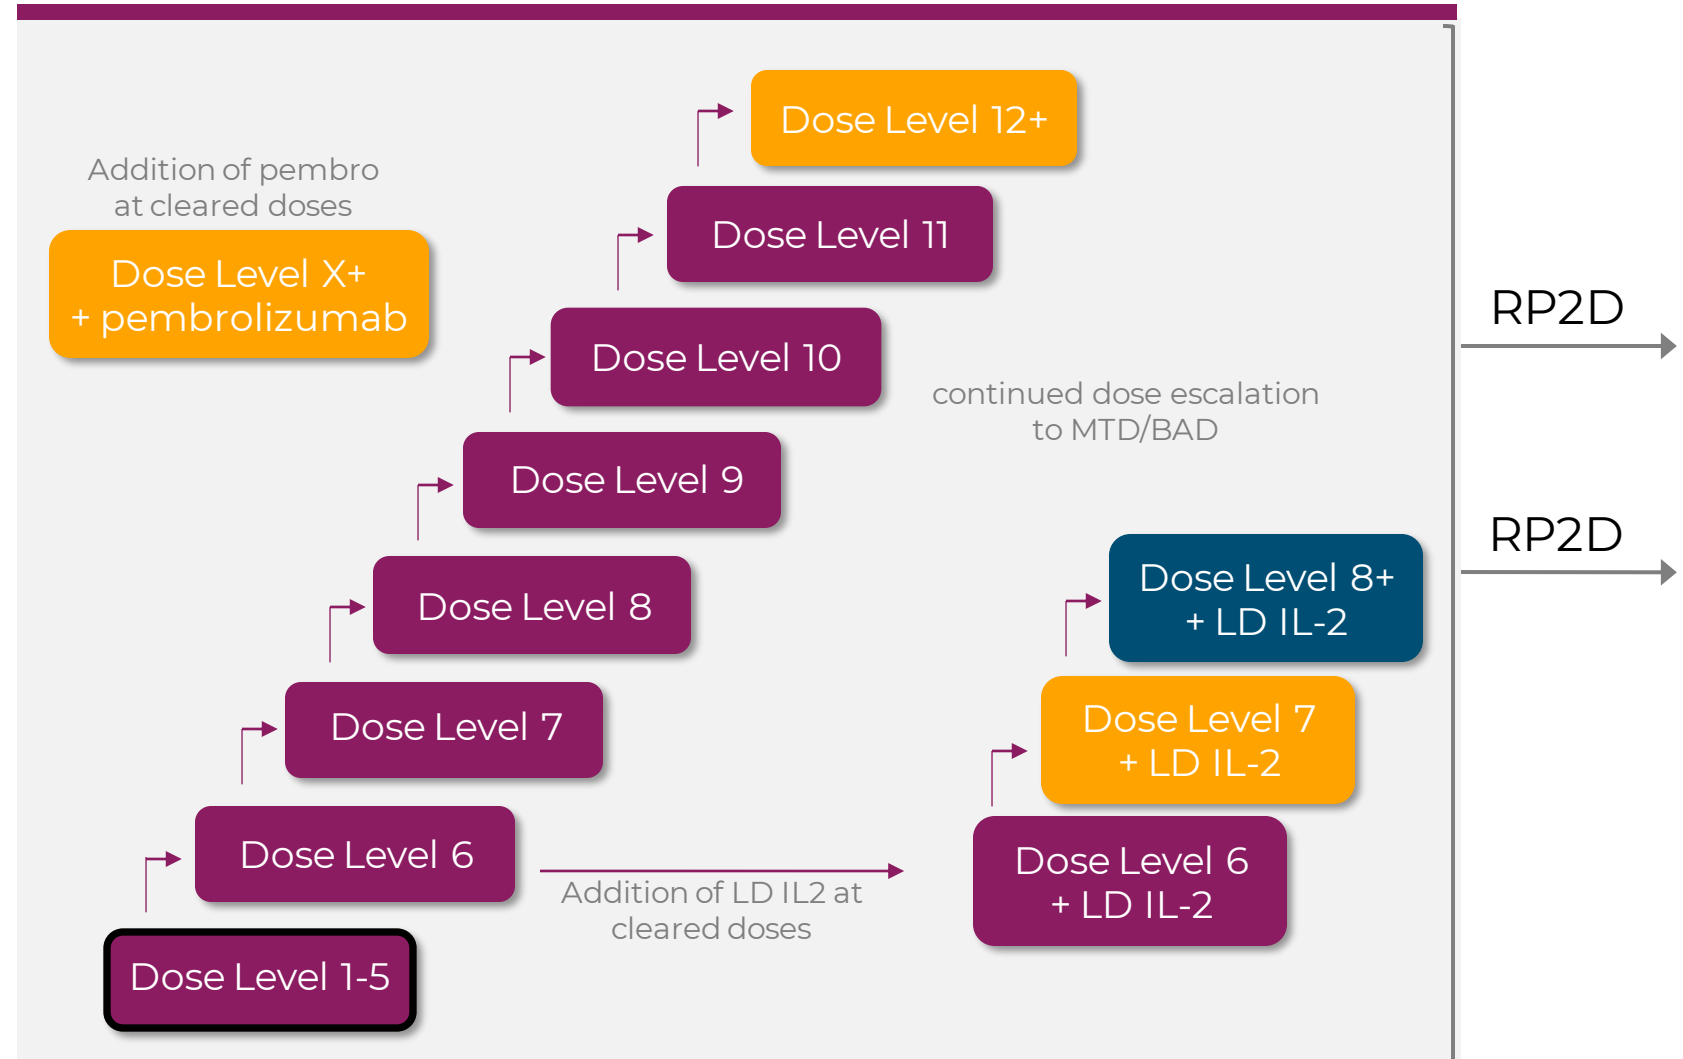 Dose Level 12+
Addition of pembro
at cleared doses
Dose Level X+
+ pembrolizumab
Dose Level 11
Dose Level 10
continued dose escalation
to MTD/BAD
Dose Level 9
Dose Level 8
Dose Level 7
Dose Level 6
Dose Level 1-5
Addition of LD IL2 at
cleared doses
Dose Level 8+
+ LD IL-2
Dose Level 7
+ LD IL-2
Dose Level 6
+ LD IL-2
RP2D
RP2D